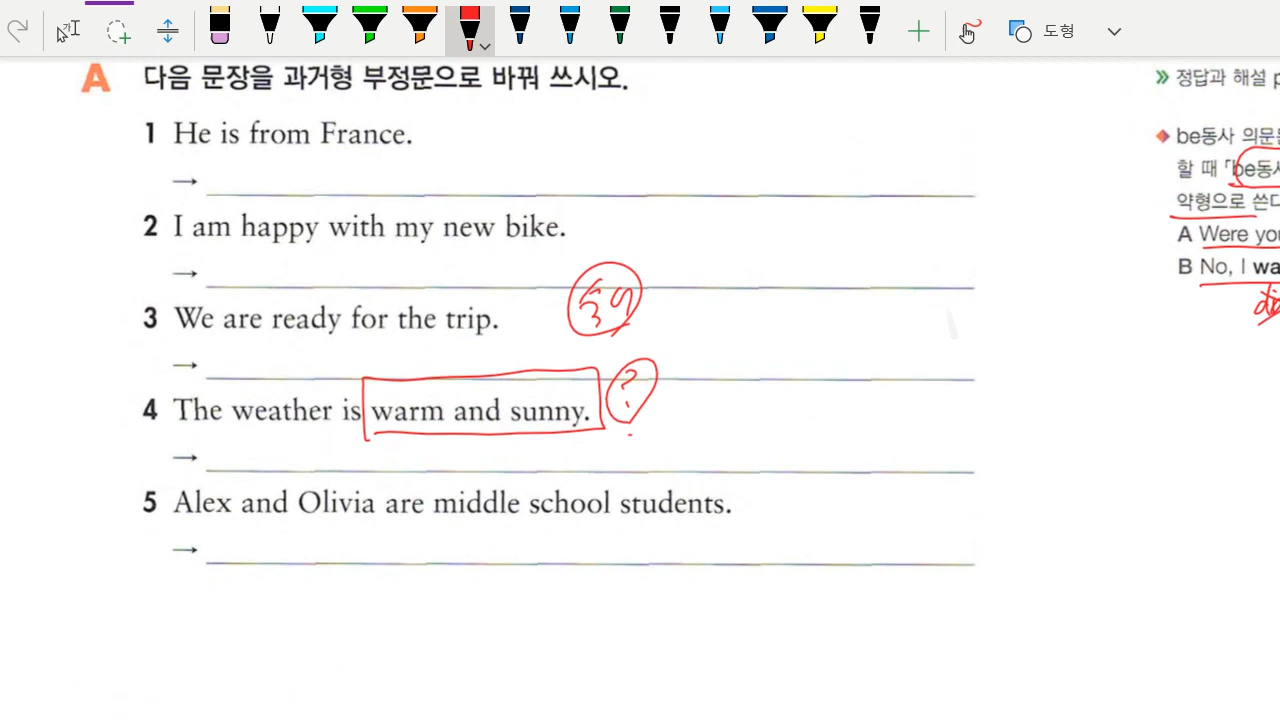 가
도형
A 다음 문장을 과거형 부정문으로 바꿔 쓰시오.
1 He is from France.
→
2 I am happy with my new bike.
→
3 We are ready for the trip.
→
4 The weather is warm and sunny. ?
→
5 Alex and Olivia are middle school students.
→
» 정답과 해설 p
◆ be동사 의문문
할 때 「be동사
약형으로 쓴다
A Were you
B No, I wa